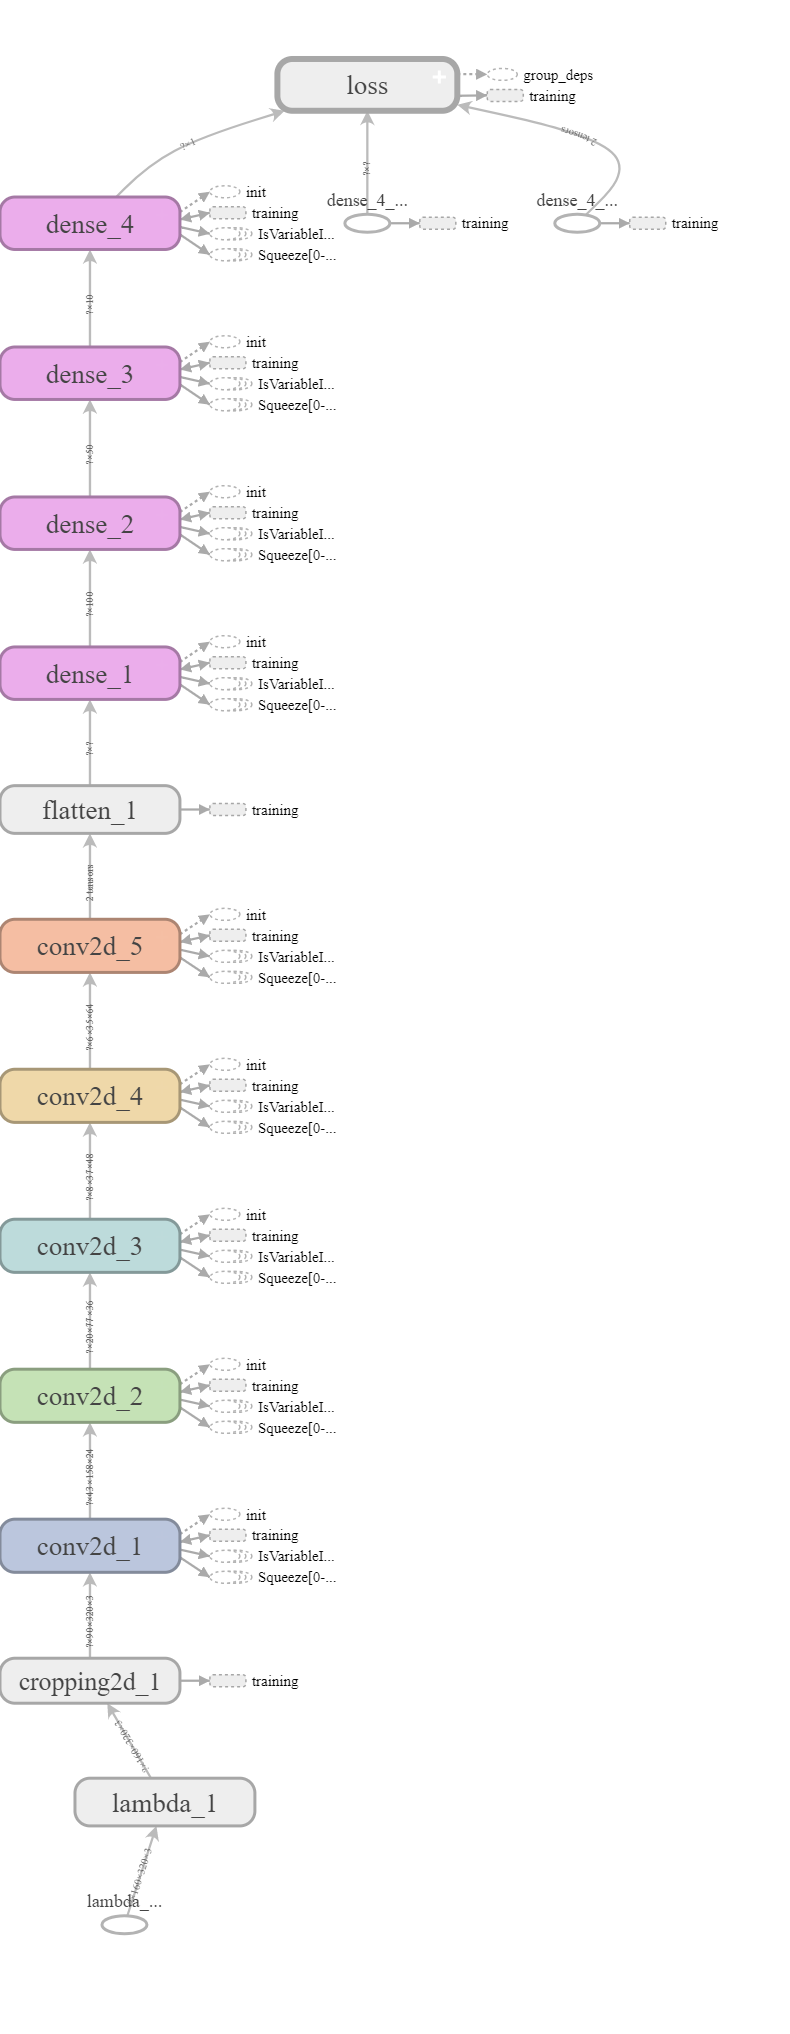 loss
group_deps
training
?×1
?×?
2 tensors
dense_4
init
training
IsVariableI...
Squeeze[0-...
dense_4_...
training
dense_4_...
training
?×10
dense_3
init
training
IsVariableI...
Squeeze[0-...
?×50
dense_2
init
training
IsVariableI...
Squeeze[0-...
?×100
dense_1
init
training
IsVariableI...
Squeeze[0-...
?×?
flatten_1
training
2 tensors
conv2d_5
init
training
IsVariableI...
Squeeze[0-...
?×6×35×64
conv2d_4
init
training
IsVariableI...
Squeeze[0-...
?×8×37×48
conv2d_3
init
training
IsVariableI...
Squeeze[0-...
?×20×77×36
conv2d_2
init
training
IsVariableI...
Squeeze[0-...
?×43×158×24
conv2d_1
init
training
IsVariableI...
Squeeze[0-...
?×90×320×3
cropping2d_1
training
?×160×320×3
lambda_1
?×160×320×3
lambda_...